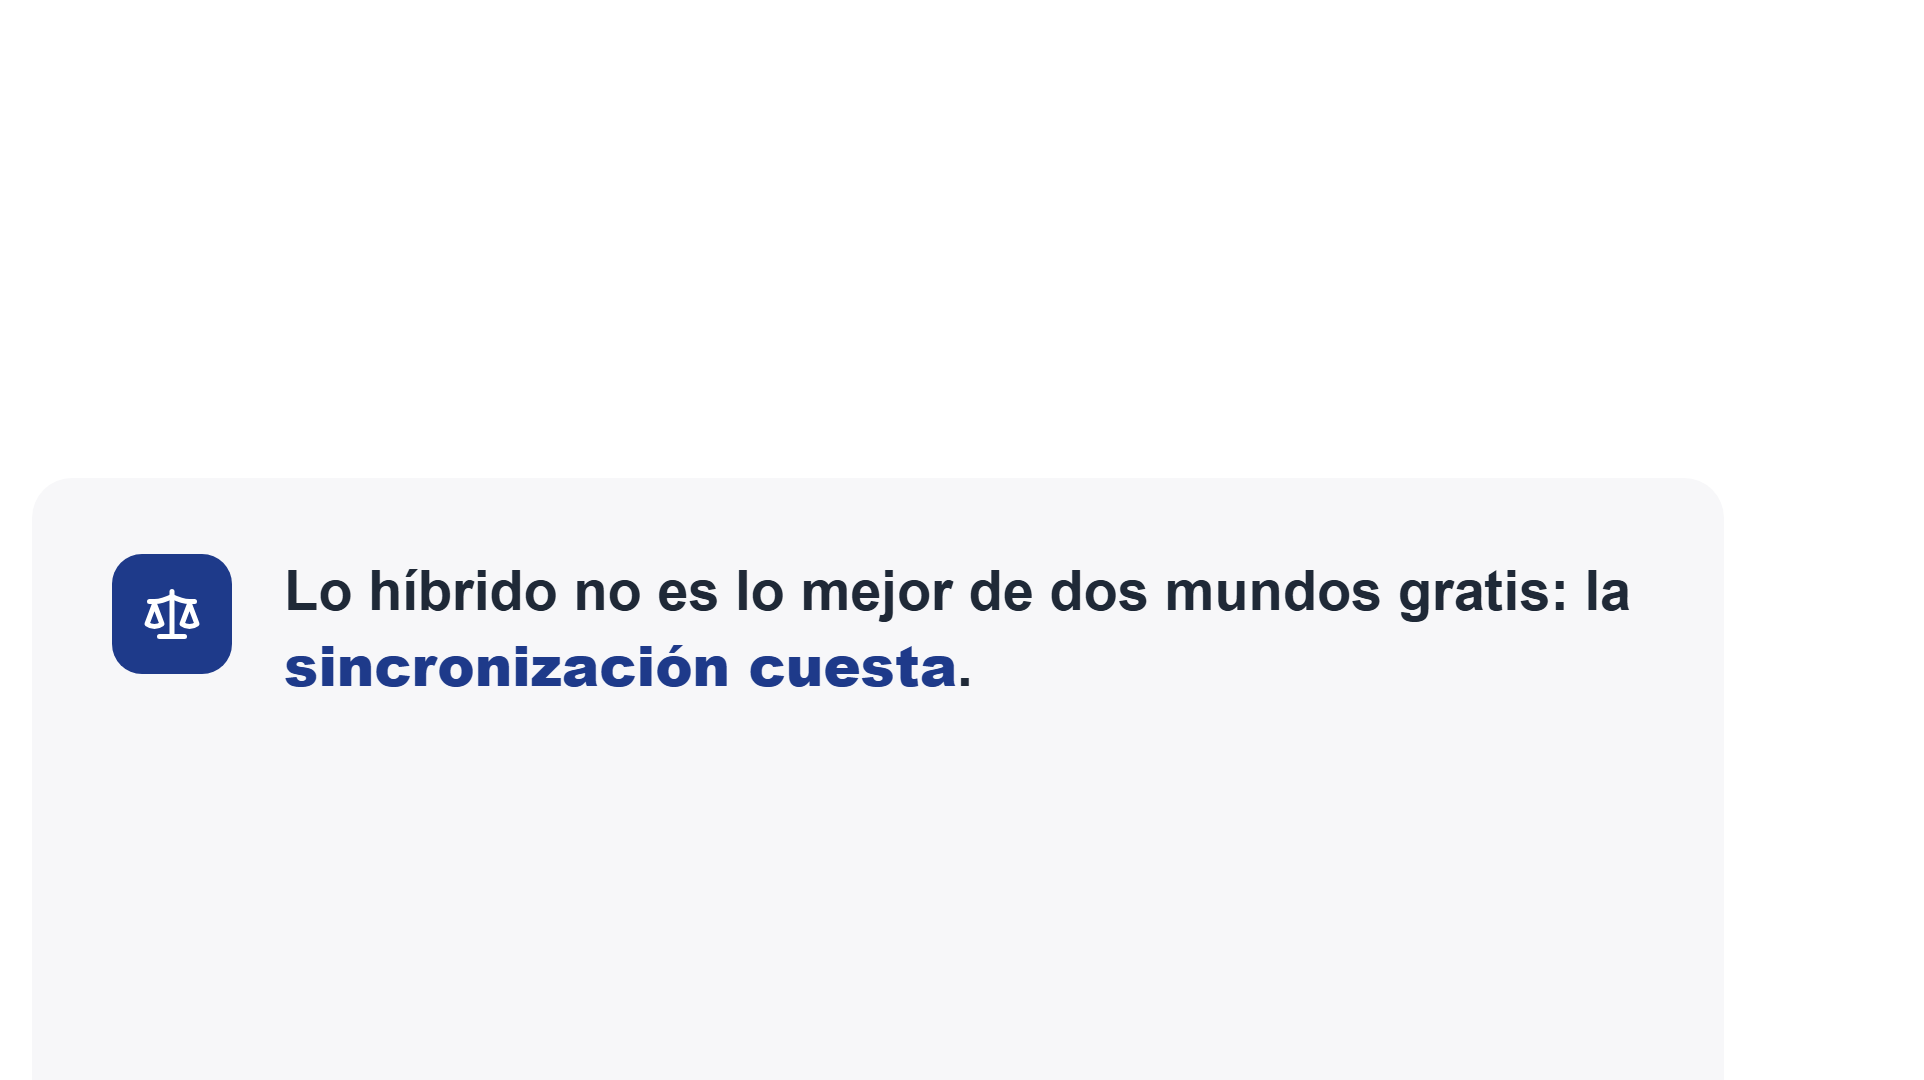 Lo híbrido no es lo mejor de dos mundos gratis: la
sincronización cuesta.